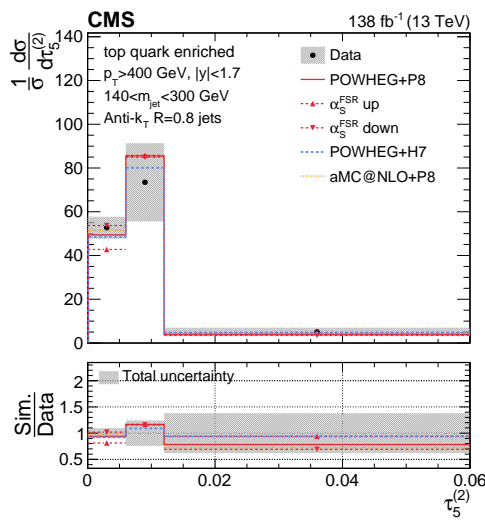 CMS 138 fb⁻¹ (13 TeV)
1/σ dσ/dτ₅⁽²⁾
140
120
100
80
60
40
20
0
top quark enriched
p_T>400 GeV, |y|<1.7
140<m_jet<300 GeV
Anti-k_T R=0.8 jets
Data
POWHEG+P8
α_S^FSR up
α_S^FSR down
POWHEG+H7
aMC@NLO+P8
Total uncertainty
Sim.
Data
2
1.5
1
0.5
0 0.02 0.04 0.06
τ₅⁽²⁾